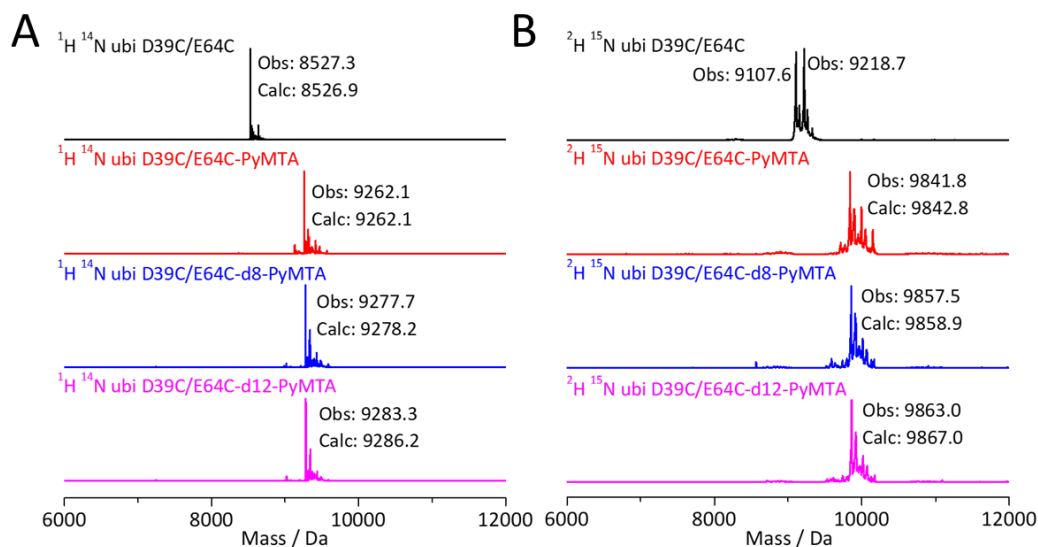 A
¹H ¹⁴N ubi D39C/E64C
Obs: 8527.3
Calc: 8526.9
¹H ¹⁴N ubi D39C/E64C-PyMTA
Obs: 9262.1
Calc: 9262.1
¹H ¹⁴N ubi D39C/E64C-d8-PyMTA
Obs: 9277.7
Calc: 9278.2
¹H ¹⁴N ubi D39C/E64C-d12-PyMTA
Obs: 9283.3
Calc: 9286.2
6000 8000 10000 12000
Mass / Da
B
²H ¹⁵N ubi D39C/E64C
Obs: 9107.6 Obs: 9218.7
²H ¹⁵N ubi D39C/E64C-PyMTA
Obs: 9841.8
Calc: 9842.8
²H ¹⁵N ubi D39C/E64C-d8-PyMTA
Obs: 9857.5
Calc: 9858.9
²H ¹⁵N ubi D39C/E64C-d12-PyMTA
Obs: 9863.0
Calc: 9867.0
6000 8000 10000 12000
Mass / Da